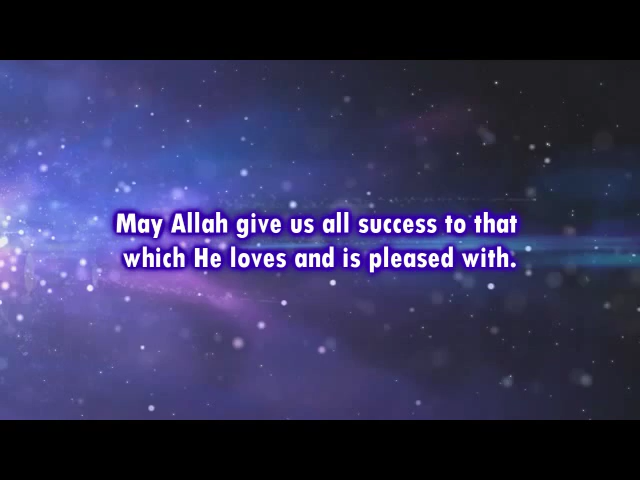 May Allah give us all success to that
which He loves and is pleased with.